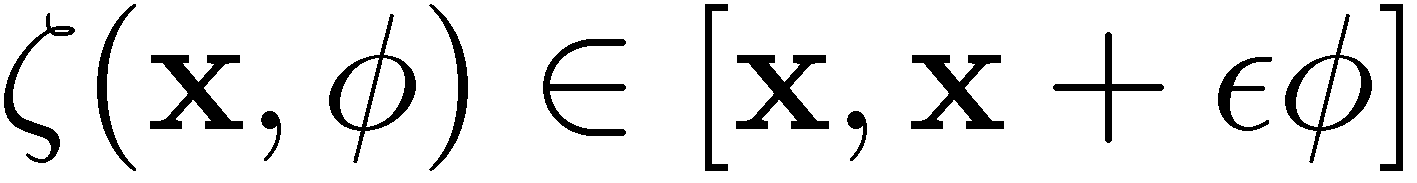 ζ(𝐱, ϕ) ∈ [𝐱, 𝐱 + ϵϕ]